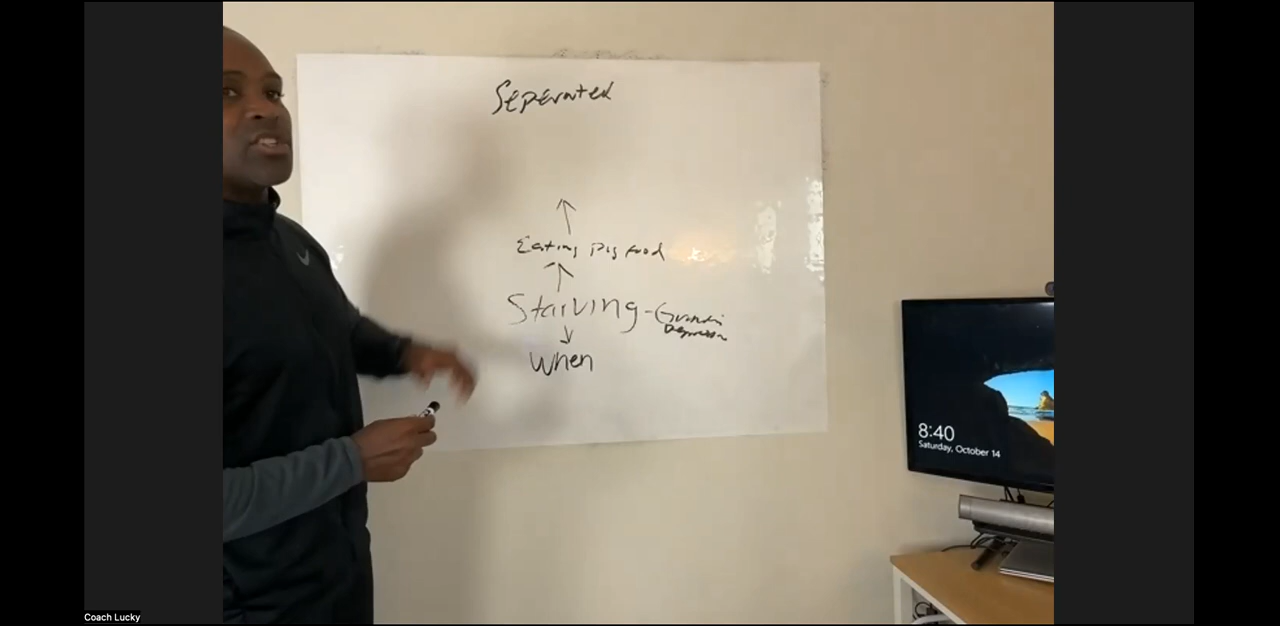 Seperated
Eating Pig food
Starving -
When
8:40
Saturday, October 14
Coach Lucky